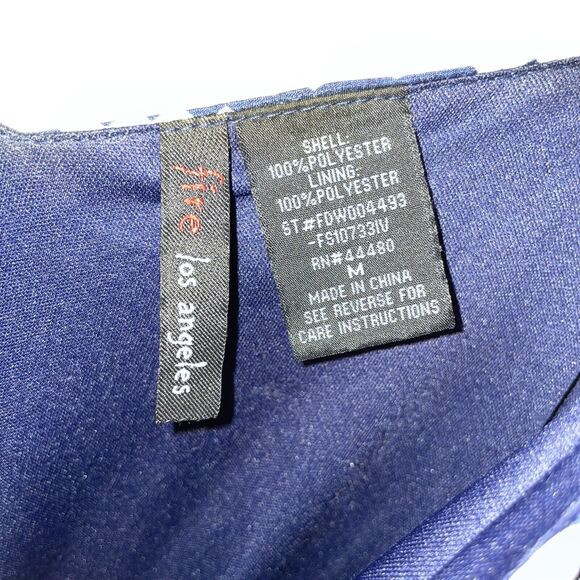 fire los angeles
SHELL:
100%POLYESTER
LINING-
100%POLYESTER
ST#FDW004493
-FS10733IV
RN#44480
M
MADE IN CHINA
SEE REVERSE FOR
CARE INSTRUCTIONS